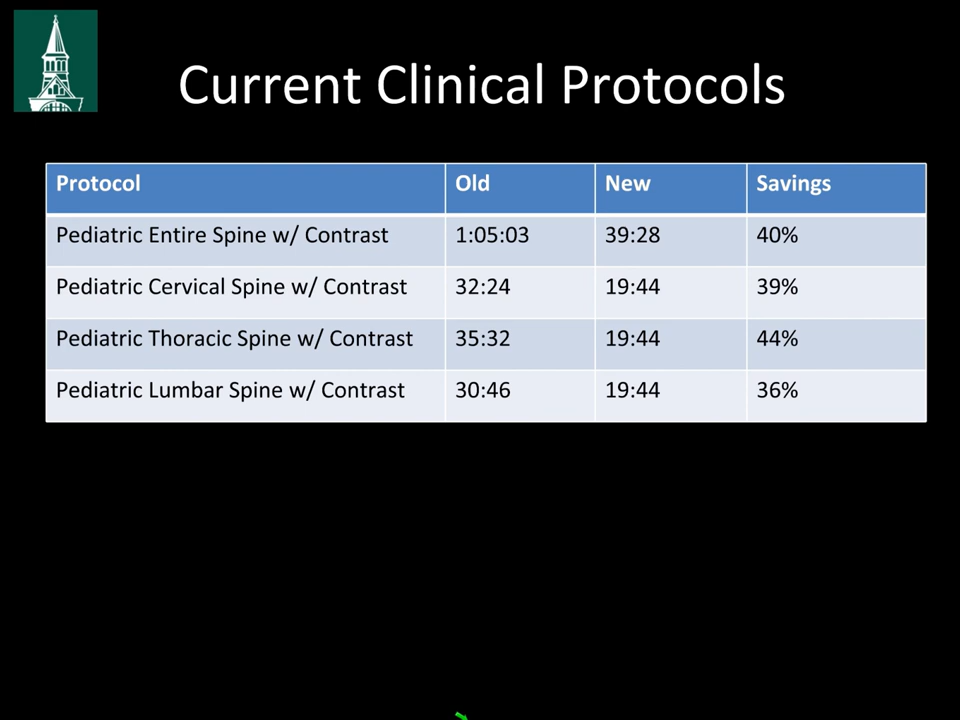 Current Clinical Protocols
Protocol Old New Savings
Pediatric Entire Spine w/ Contrast 1:05:03 39:28 40%
Pediatric Cervical Spine w/ Contrast 32:24 19:44 39%
Pediatric Thoracic Spine w/ Contrast 35:32 19:44 44%
Pediatric Lumbar Spine w/ Contrast 30:46 19:44 36%